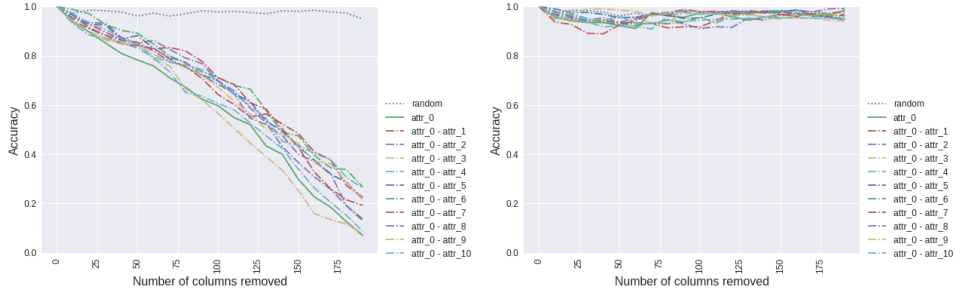 1.0
0.8
0.6
0.4
0.2
0.0
Accuracy
0
25
50
75
100
125
150
175
Number of columns removed
random
attr_0
attr_0 - attr_1
attr_0 - attr_2
attr_0 - attr_3
attr_0 - attr_4
attr_0 - attr_5
attr_0 - attr_6
attr_0 - attr_7
attr_0 - attr_8
attr_0 - attr_9
attr_0 - attr_10
1.0
0.8
0.6
0.4
0.2
0.0
Accuracy
0
25
50
75
100
125
150
175
Number of columns removed
random
attr_0
attr_0 - attr_1
attr_0 - attr_2
attr_0 - attr_3
attr_0 - attr_4
attr_0 - attr_5
attr_0 - attr_6
attr_0 - attr_7
attr_0 - attr_8
attr_0 - attr_9
attr_0 - attr_10